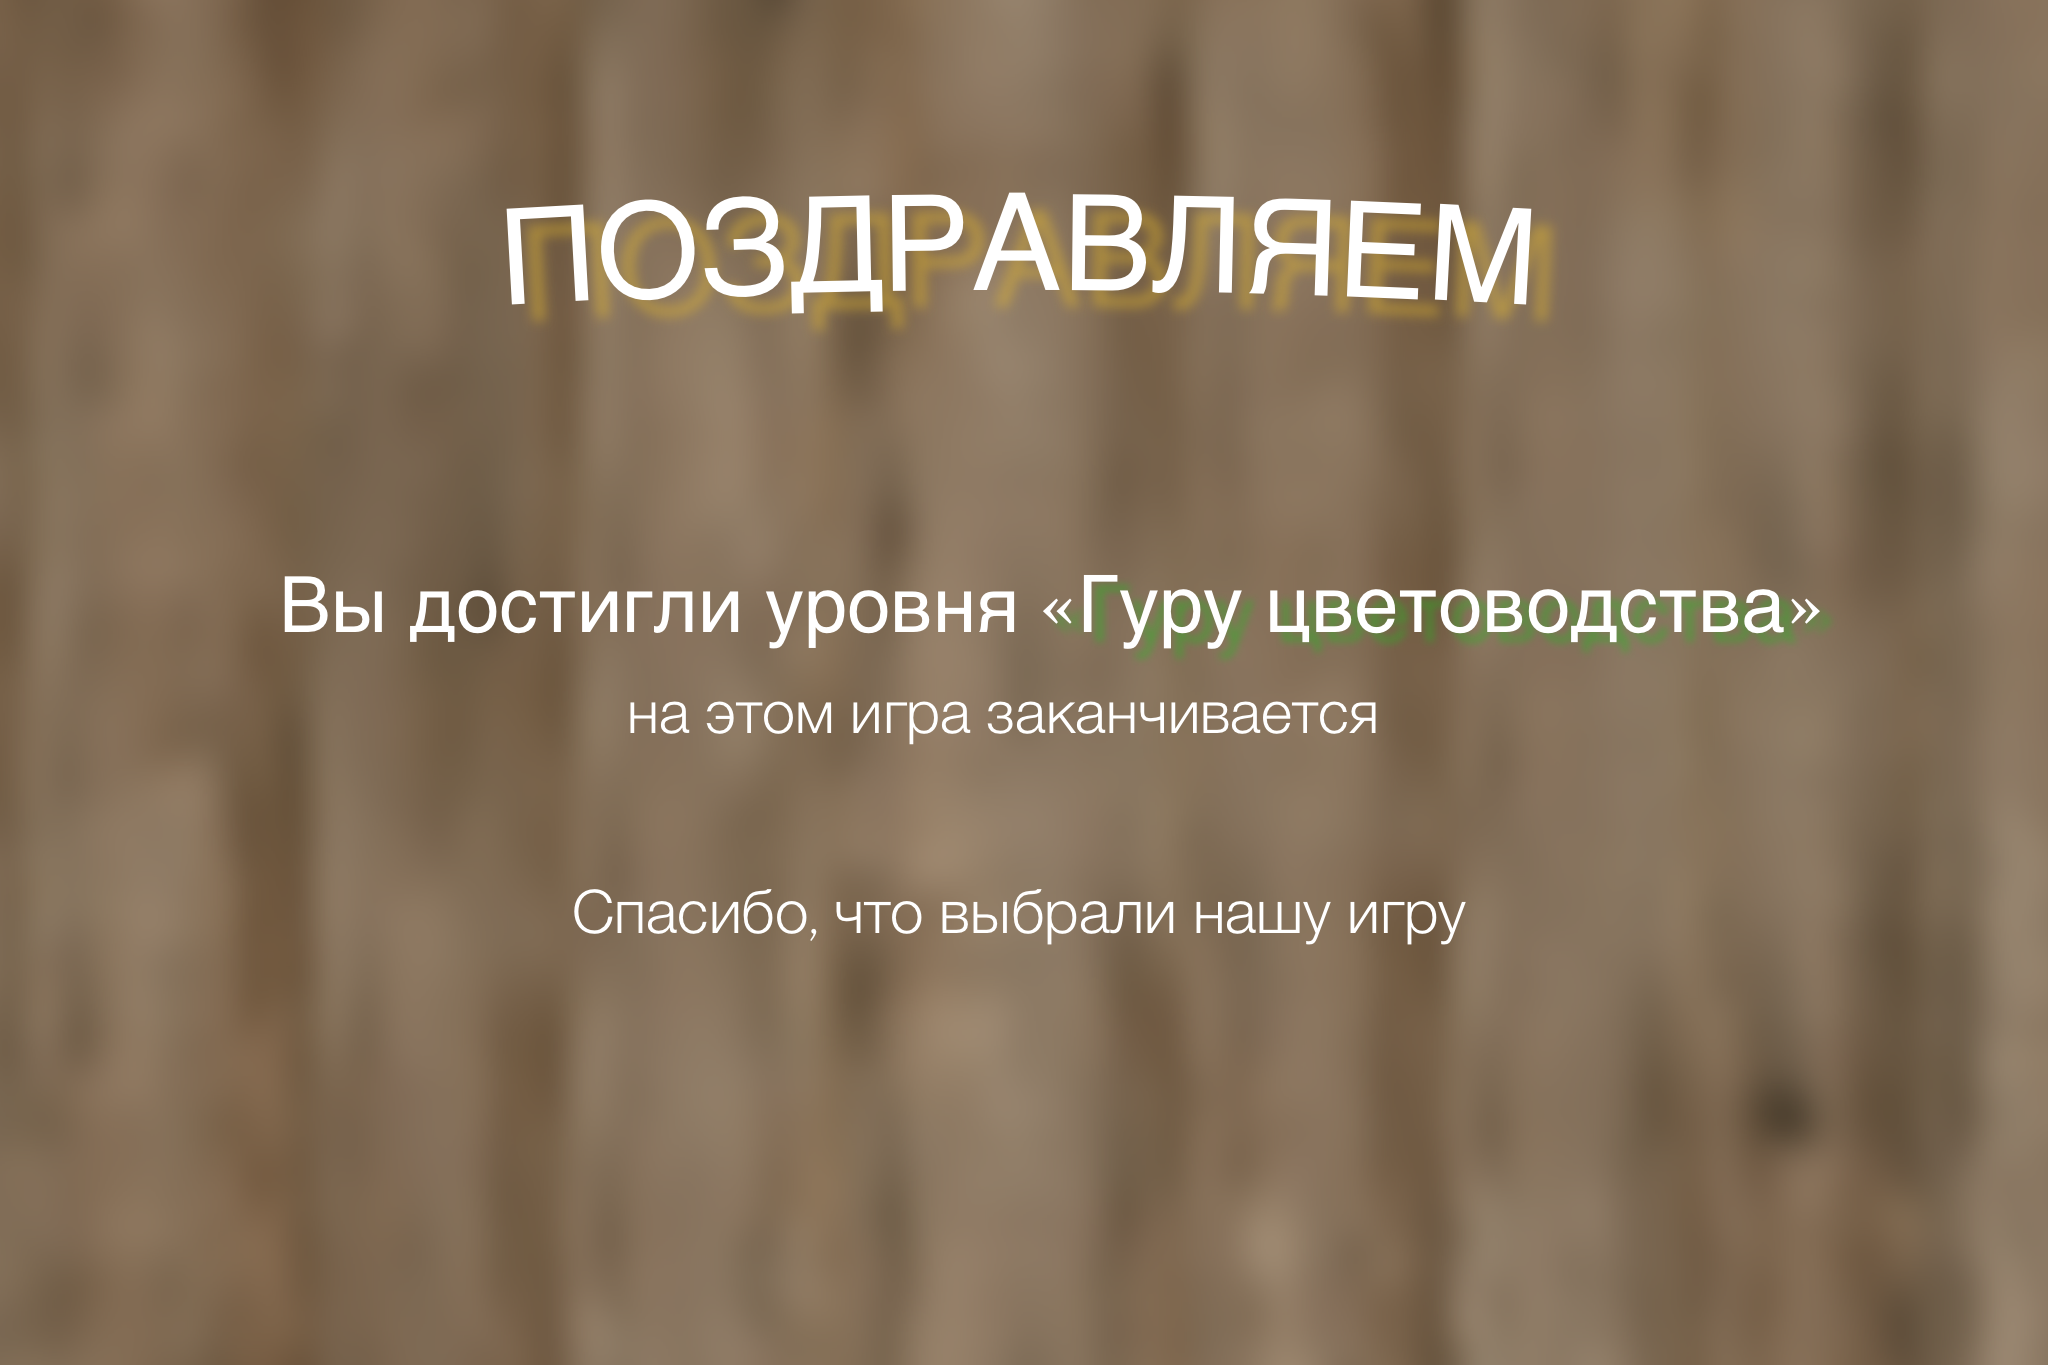 ПОЗДРАВЛЯЕМ
Вы достигли уровня «Гуру цветоводства»
на этом игра заканчивается
Спасибо, что выбрали нашу игру